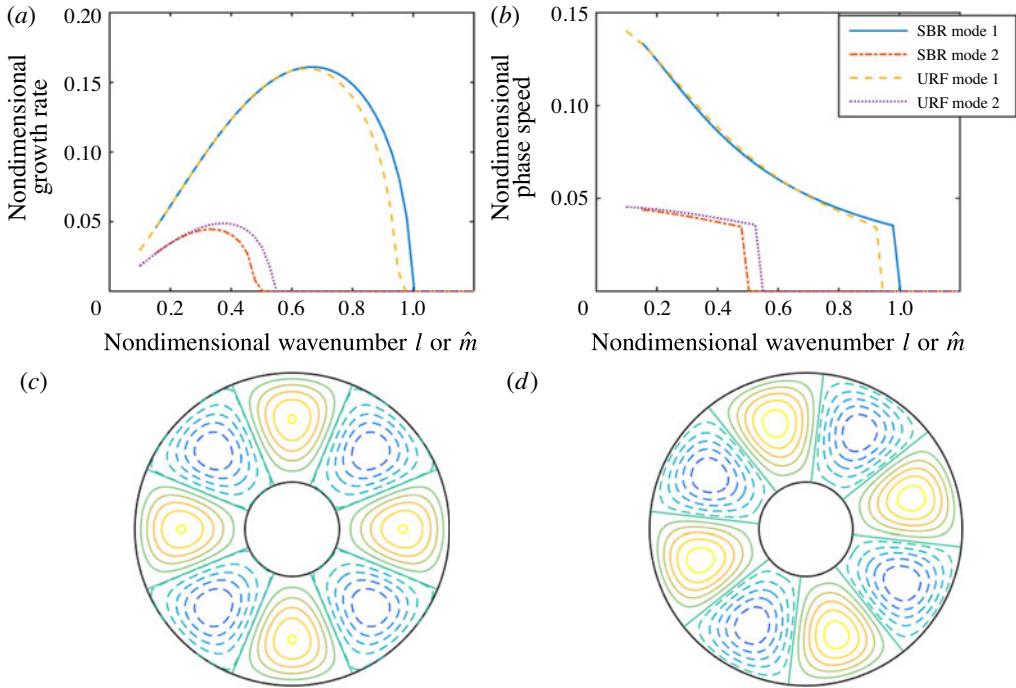 (a)
0.20
0.15
0.10
0.05
Nondimensional
growth rate
0
0.2
0.4
0.6
0.8
1.0
Nondimensional wavenumber l or m̂
(b)
0.15
0.10
0.05
Nondimensional
phase speed
SBR mode 1
SBR mode 2
URF mode 1
URF mode 2
0
0.2
0.4
0.6
0.8
1.0
Nondimensional wavenumber l or m̂
(c)
(d)